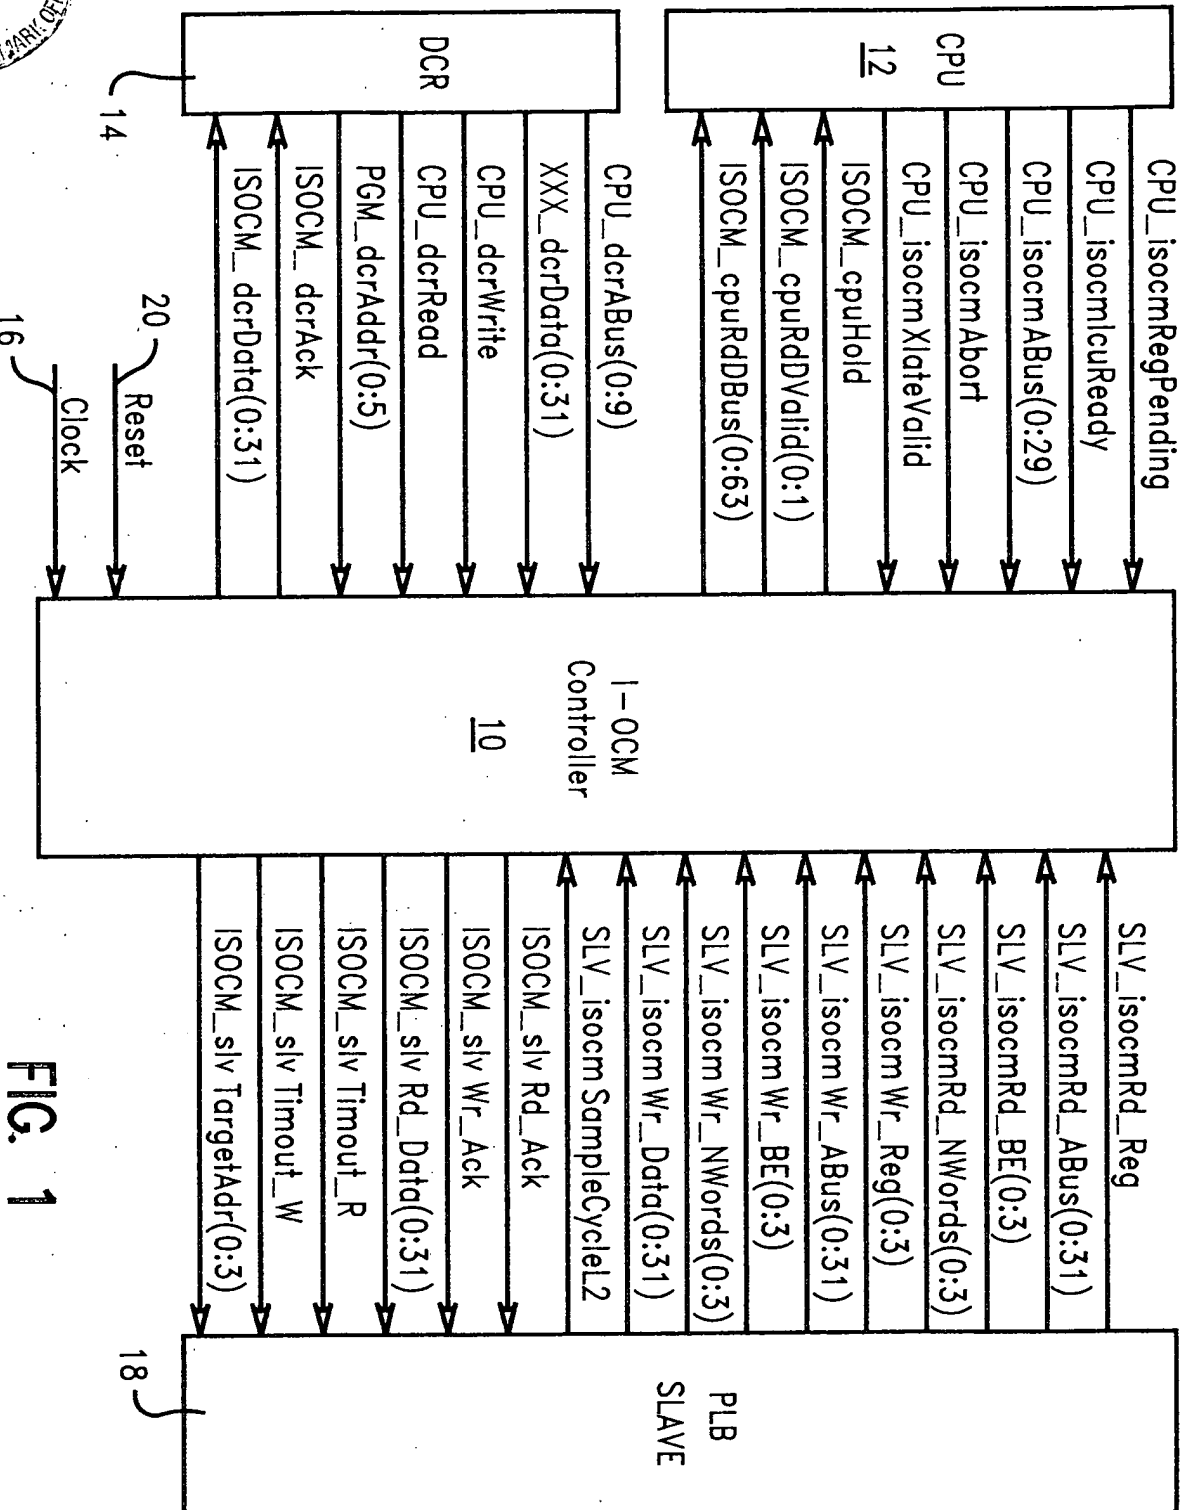 CPU
12
CPU_isocmRegPending
CPU_isocmIcuReady
CPU_isocmABus(0:29)
CPU_isocmAbort
CPU_isocmXlateValid
ISOCM_cpuHold
ISOCM_cpuRdDValid(0:1)
ISOCM_cpuRdDBus(0:63)
DCR
14
CPU_dcrABus(0:9)
XXX_dcrData(0:31)
CPU_dcrWrite
CPU_dcrRead
PGM_dcrAddr(0:5)
ISOCM_dcrAck
ISOCM_dcrData(0:31)
20
Reset
16
Clock
I-OCM
Controller
10
SLV_isocmRd_Reg
SLV_isocmRd_ABus(0:31)
SLV_isocmRd_BE(0:3)
SLV_isocmRd_NWords(0:3)
SLV_isocmWr_Reg(0:3)
SLV_isocmWr_ABus(0:31)
SLV_isocmWr_BE(0:3)
SLV_isocmWr_NWords(0:3)
SLV_isocmWr_Data(0:31)
SLV_isocmSampleCycleL2
ISOCM_slvRd_Ack
ISOCM_slvWr_Ack
ISOCM_slvRd_Data(0:31)
ISOCM_slvTimout_R
ISOCM_slvTimout_W
ISOCM_slvTargetAdr(0:3)
PLB
SLAVE
18
FIG. 1